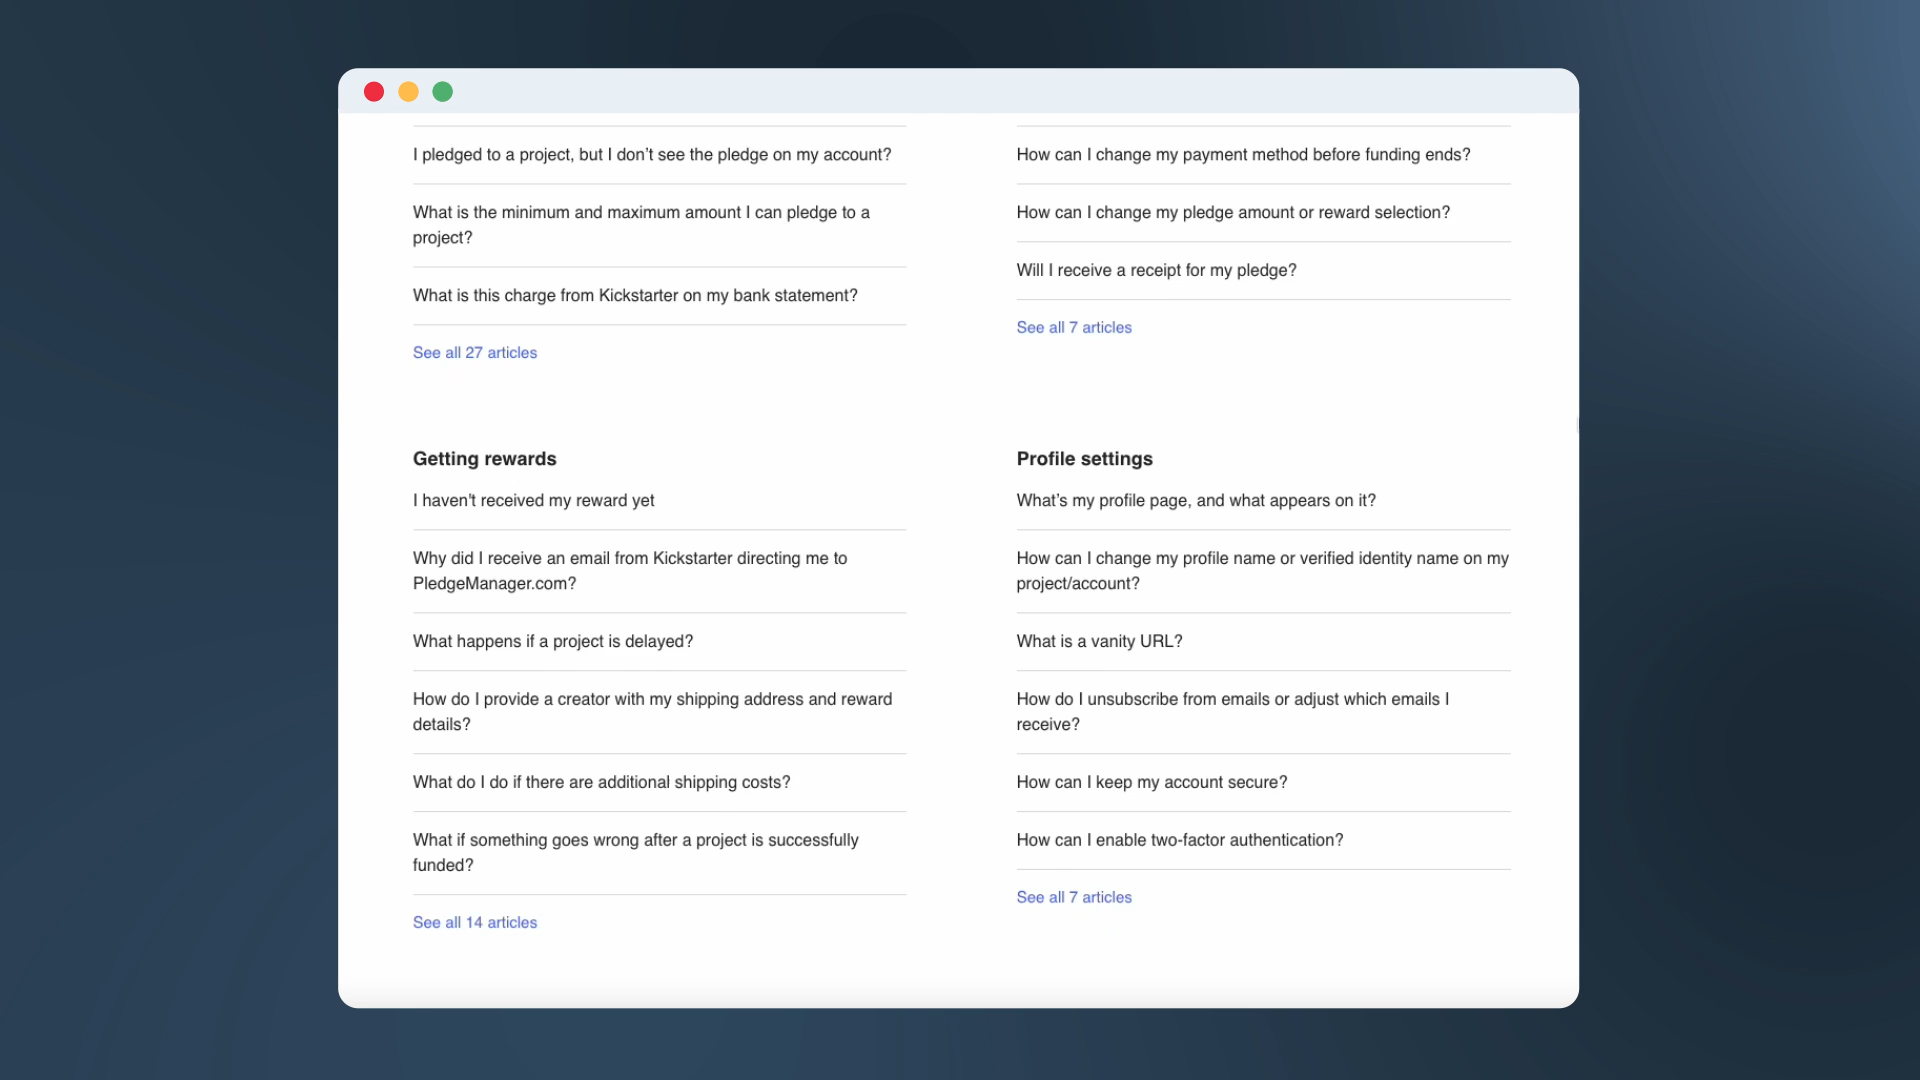 I pledged to a project, but I don’t see the pledge on my account?
What is the minimum and maximum amount I can pledge to a
project?
What is this charge from Kickstarter on my bank statement?
See all 27 articles
How can I change my payment method before funding ends?
How can I change my pledge amount or reward selection?
Will I receive a receipt for my pledge?
See all 7 articles
Getting rewards
I haven't received my reward yet
Why did I receive an email from Kickstarter directing me to
PledgeManager.com?
What happens if a project is delayed?
How do I provide a creator with my shipping address and reward
details?
What do I do if there are additional shipping costs?
What if something goes wrong after a project is successfully
funded?
See all 14 articles
Profile settings
What’s my profile page, and what appears on it?
How can I change my profile name or verified identity name on my
project/account?
What is a vanity URL?
How do I unsubscribe from emails or adjust which emails I
receive?
How can I keep my account secure?
How can I enable two-factor authentication?
See all 7 articles